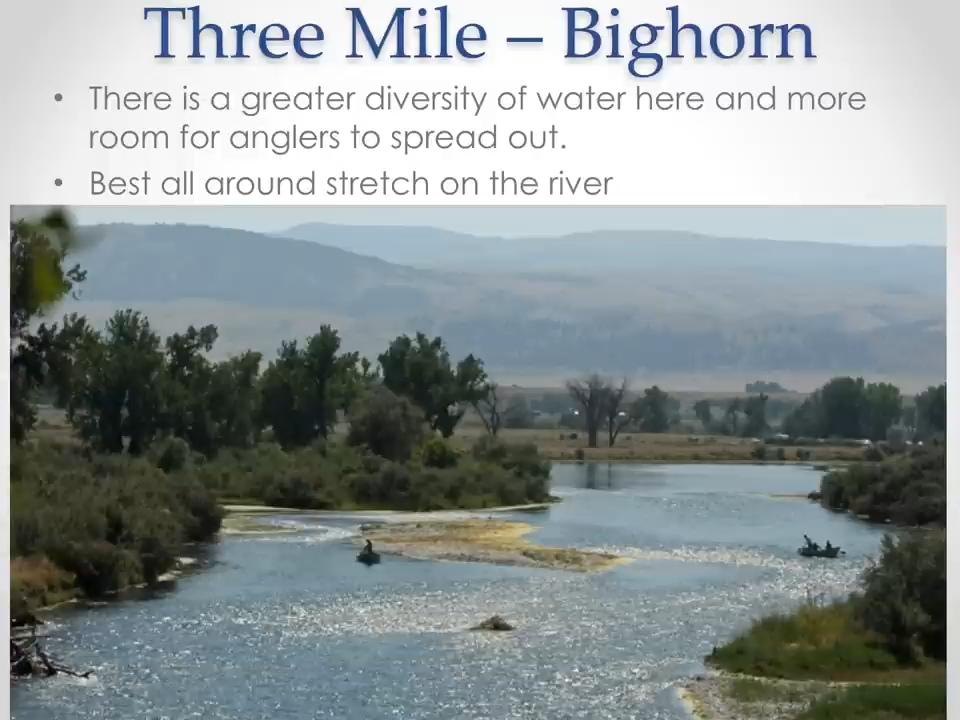 Three Mile – Bighorn
• There is a greater diversity of water here and more
room for anglers to spread out.
• Best all around stretch on the river